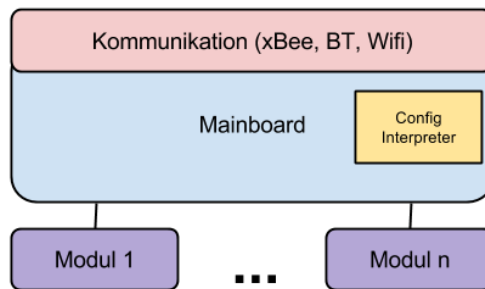 Kommunikation (xBee, BT, Wifi)
Mainboard
Config
Interpreter
Modul 1
...
Modul n